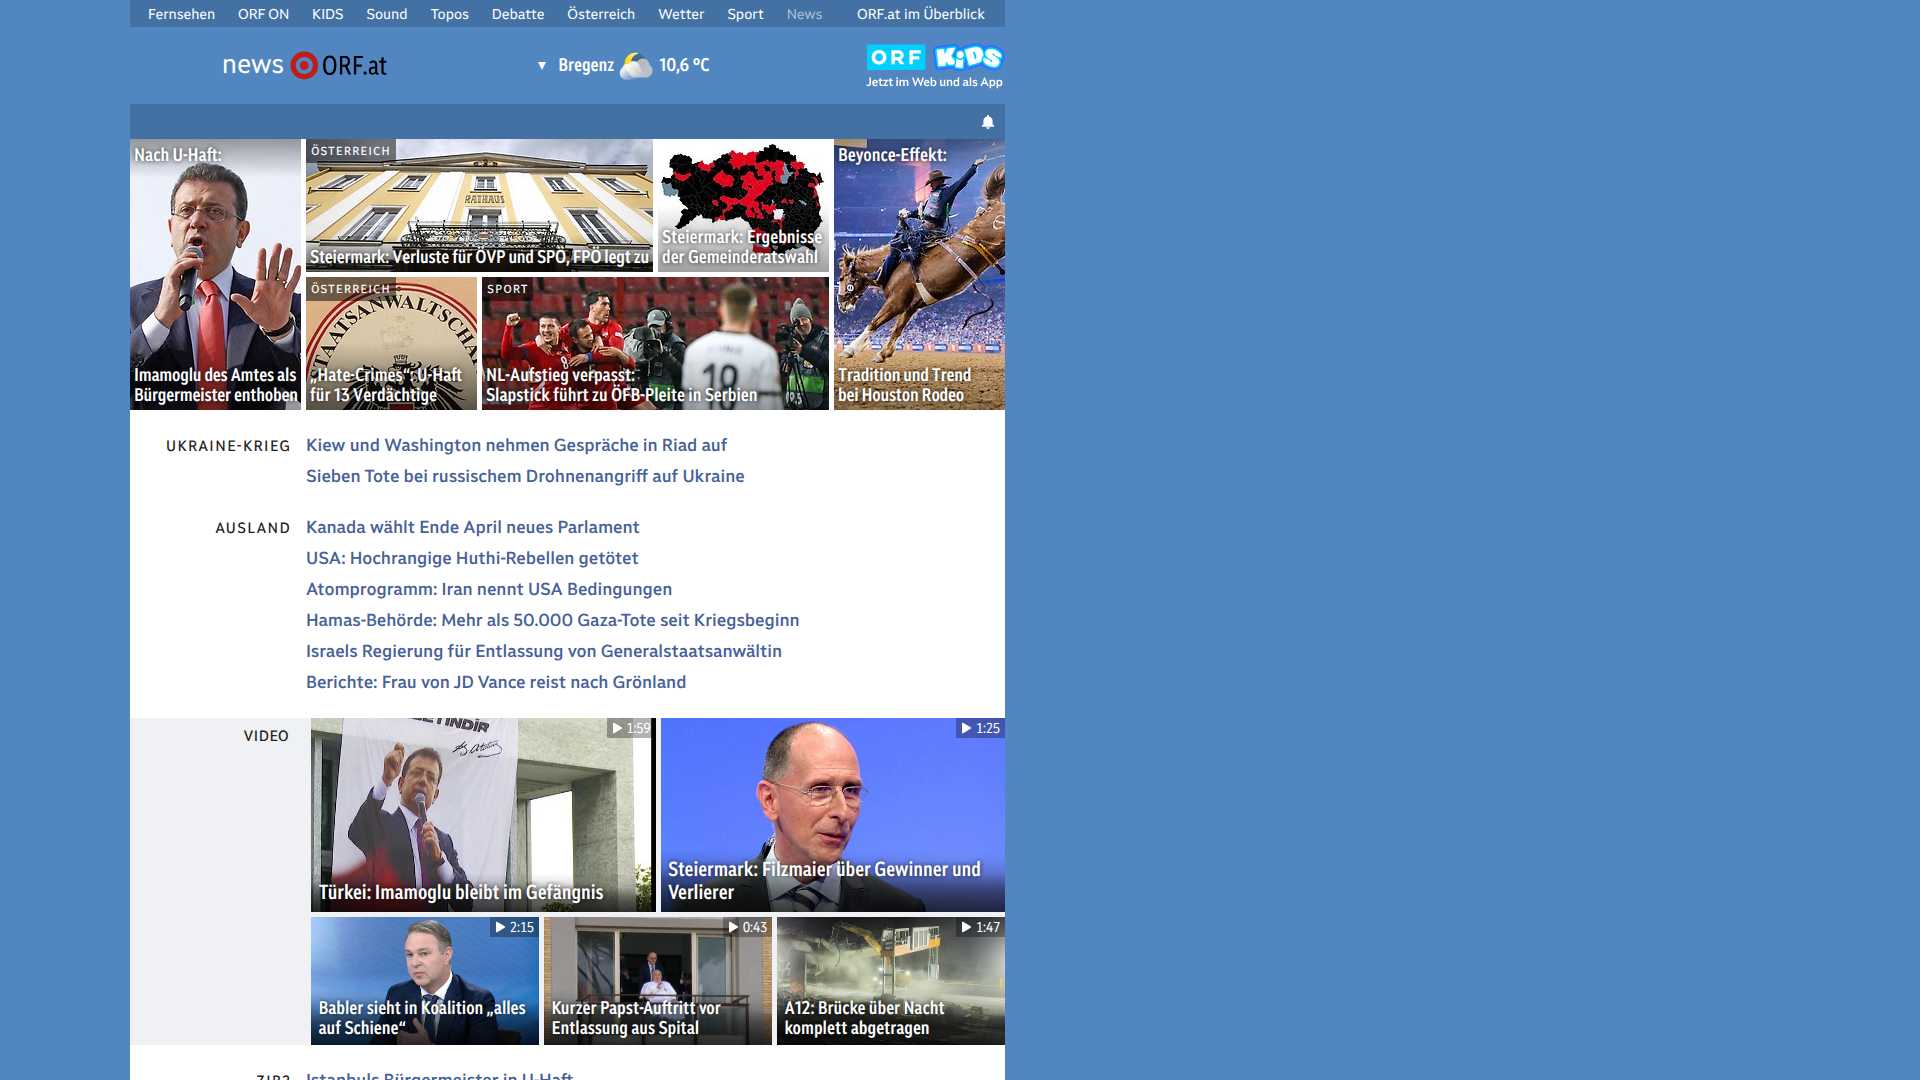 Fernsehen ORF ON KIDS Sound Topos Debatte Österreich Wetter Sport News ORF.at im Überblick
news ORF.at
Bregenz 10,6 °C
ORF KiDS
Jetzt im Web und als App
Nach U-Haft:
Imamoglu des Amtes als
Bürgermeister enthoben
ÖSTERREICH
RATHAUS
Steiermark: Verluste für ÖVP und SPÖ, FPÖ legt zu
Steiermark: Ergebnisse
der Gemeinderatswahl
Beyonce-Effekt:
Tradition und Trend
bei Houston Rodeo
ÖSTERREICH
STAATSANWALTSCHA
„Hate-Crimes“: U-Haft
für 13 Verdächtige
SPORT
10
NL-Aufstieg verpasst:
Slapstick führt zu ÖFB-Pleite in Serbien
UKRAINE-KRIEG
Kiew und Washington nehmen Gespräche in Riad auf
Sieben Tote bei russischem Drohnenangriff auf Ukraine
AUSLAND
Kanada wählt Ende April neues Parlament
USA: Hochrangige Huthi-Rebellen getötet
Atomprogramm: Iran nennt USA Bedingungen
Hamas-Behörde: Mehr als 50.000 Gaza-Tote seit Kriegsbeginn
Israels Regierung für Entlassung von Generalstaatsanwältin
Berichte: Frau von JD Vance reist nach Grönland
VIDEO
1:59
Türkei: Imamoglu bleibt im Gefängnis
1:25
Steiermark: Filzmaier über Gewinner und
Verlierer
2:15
Babler sieht in Koalition „alles
auf Schiene“
0:43
Kurzer Papst-Auftritt vor
Entlassung aus Spital
1:47
A12: Brücke über Nacht
komplett abgetragen
ZIB2
Istanbuls Bürgermeister in U-Haft